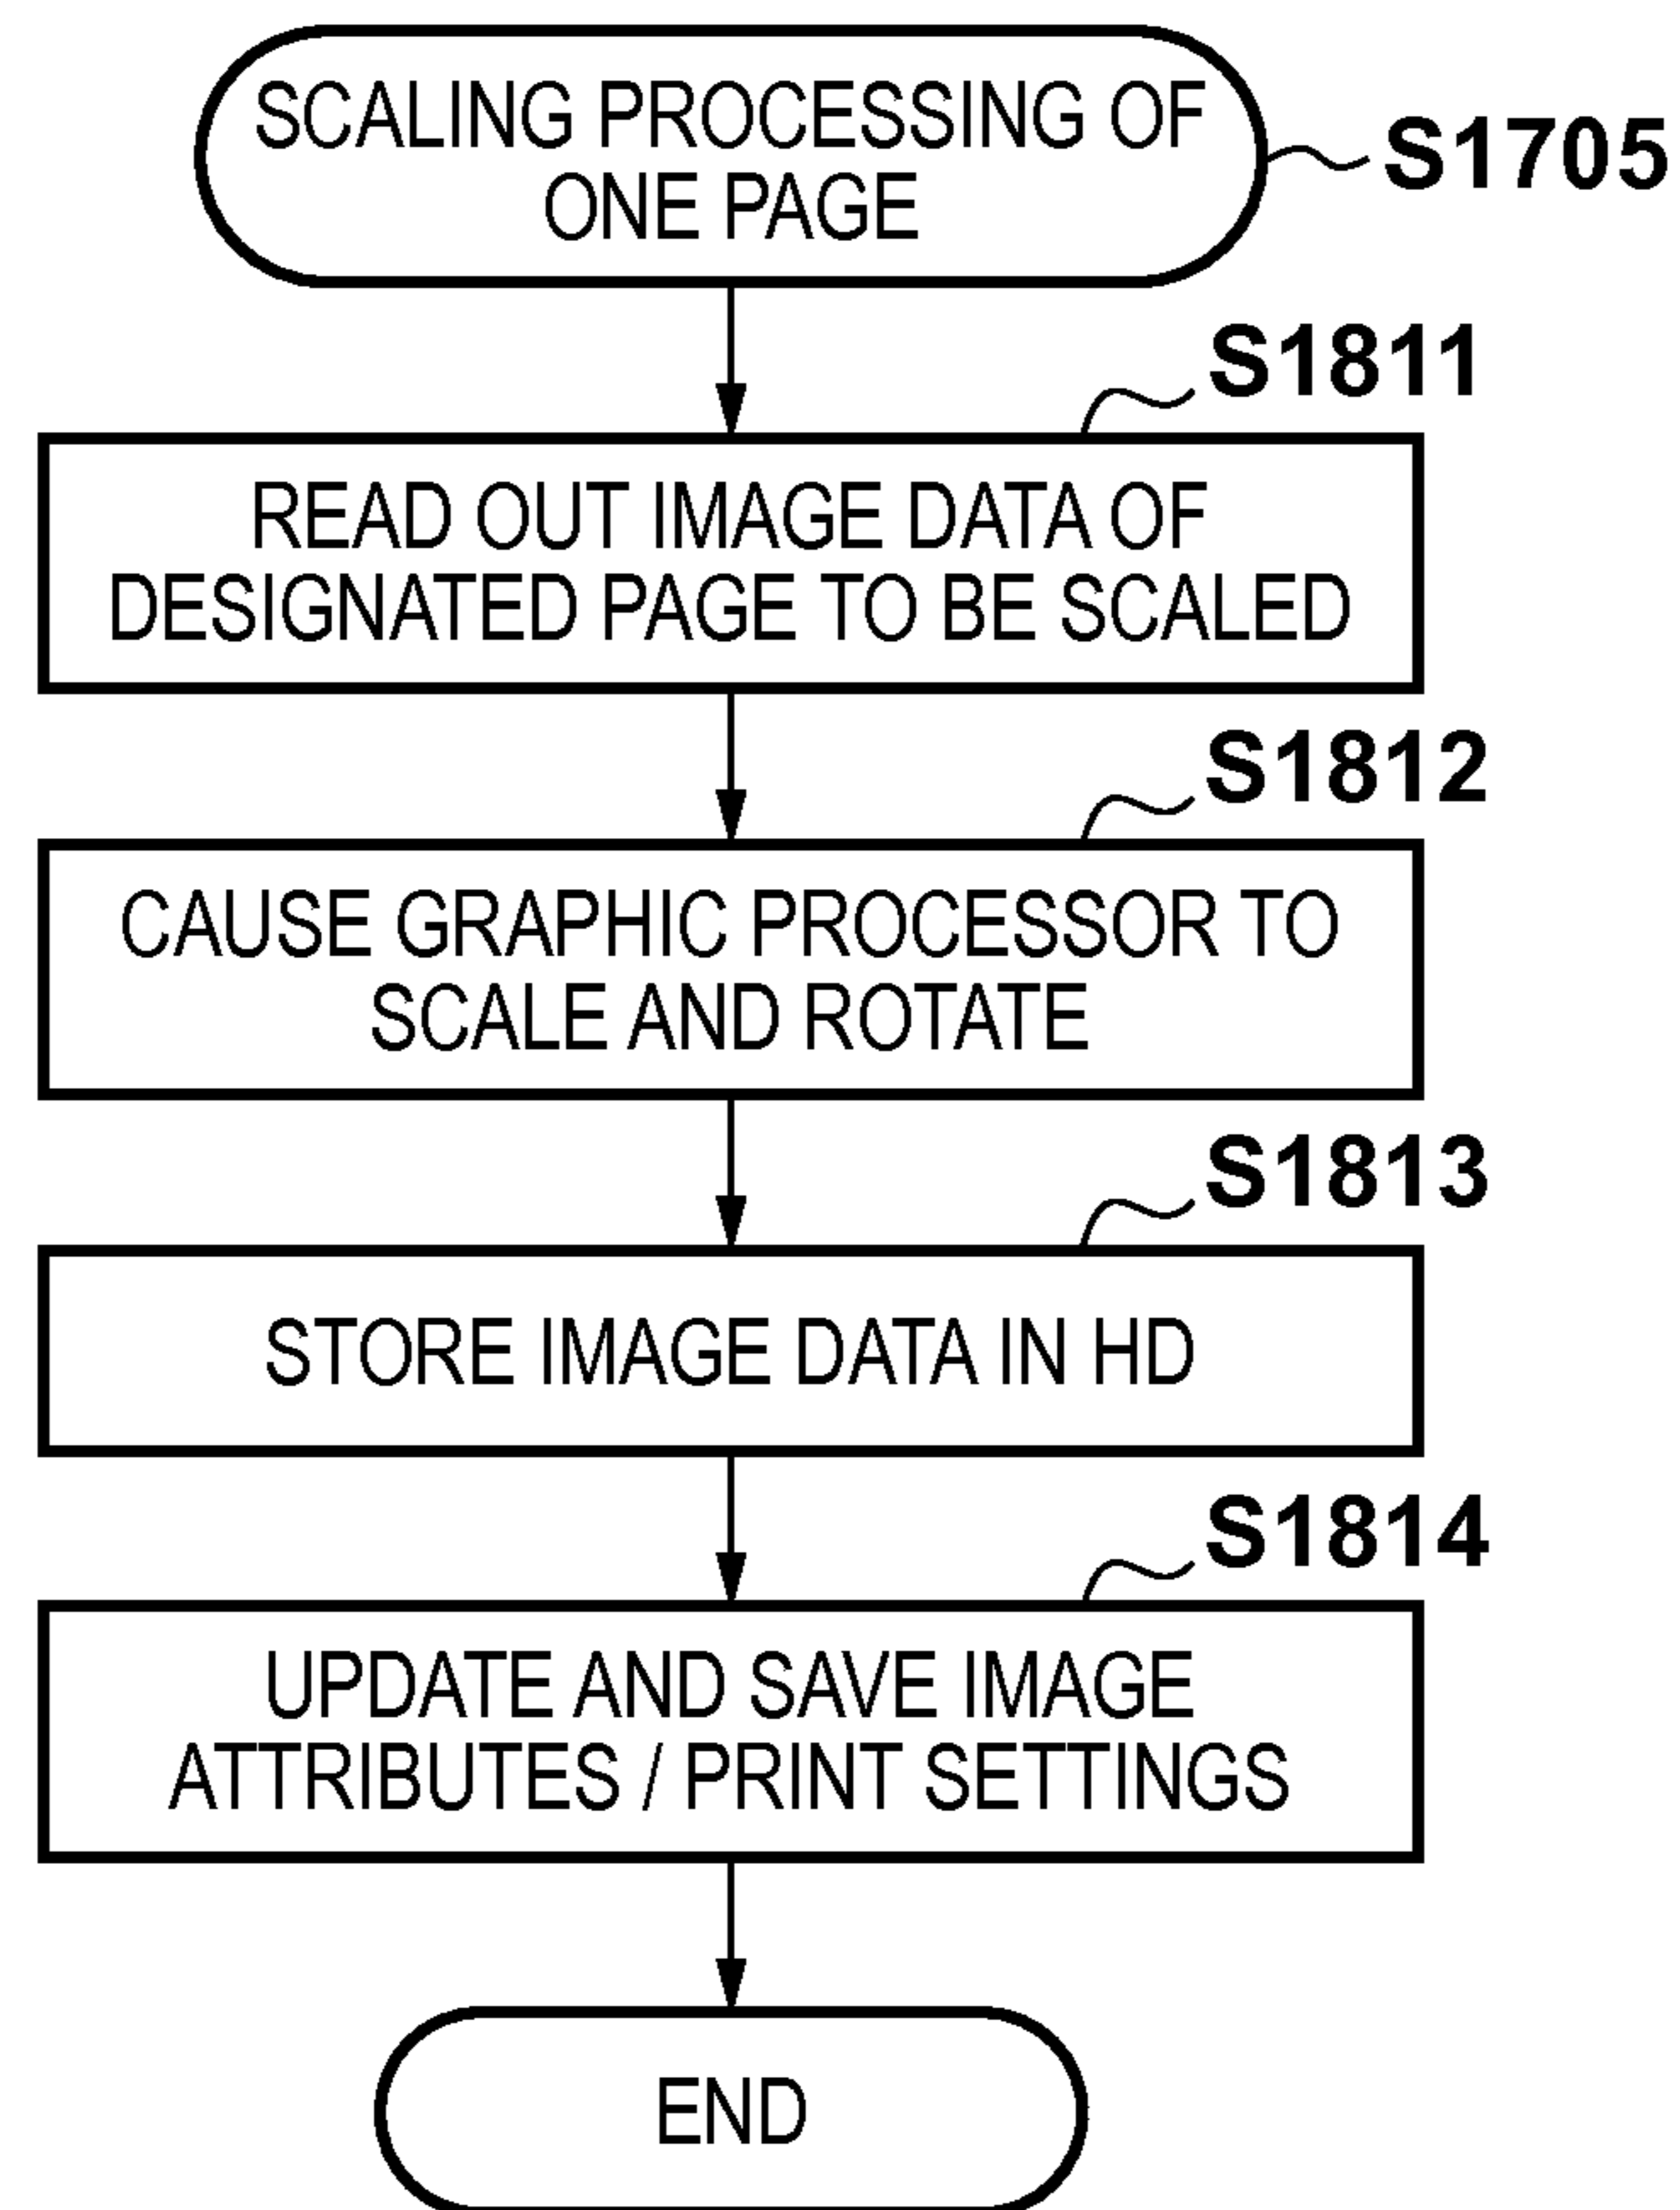 SCALING PROCESSING OF
ONE PAGE
S1705
S1811
READ OUT IMAGE DATA OF
DESIGNATED PAGE TO BE SCALED
S1812
CAUSE GRAPHIC PROCESSOR TO
SCALE AND ROTATE
S1813
STORE IMAGE DATA IN HD
S1814
UPDATE AND SAVE IMAGE
ATTRIBUTES / PRINT SETTINGS
END